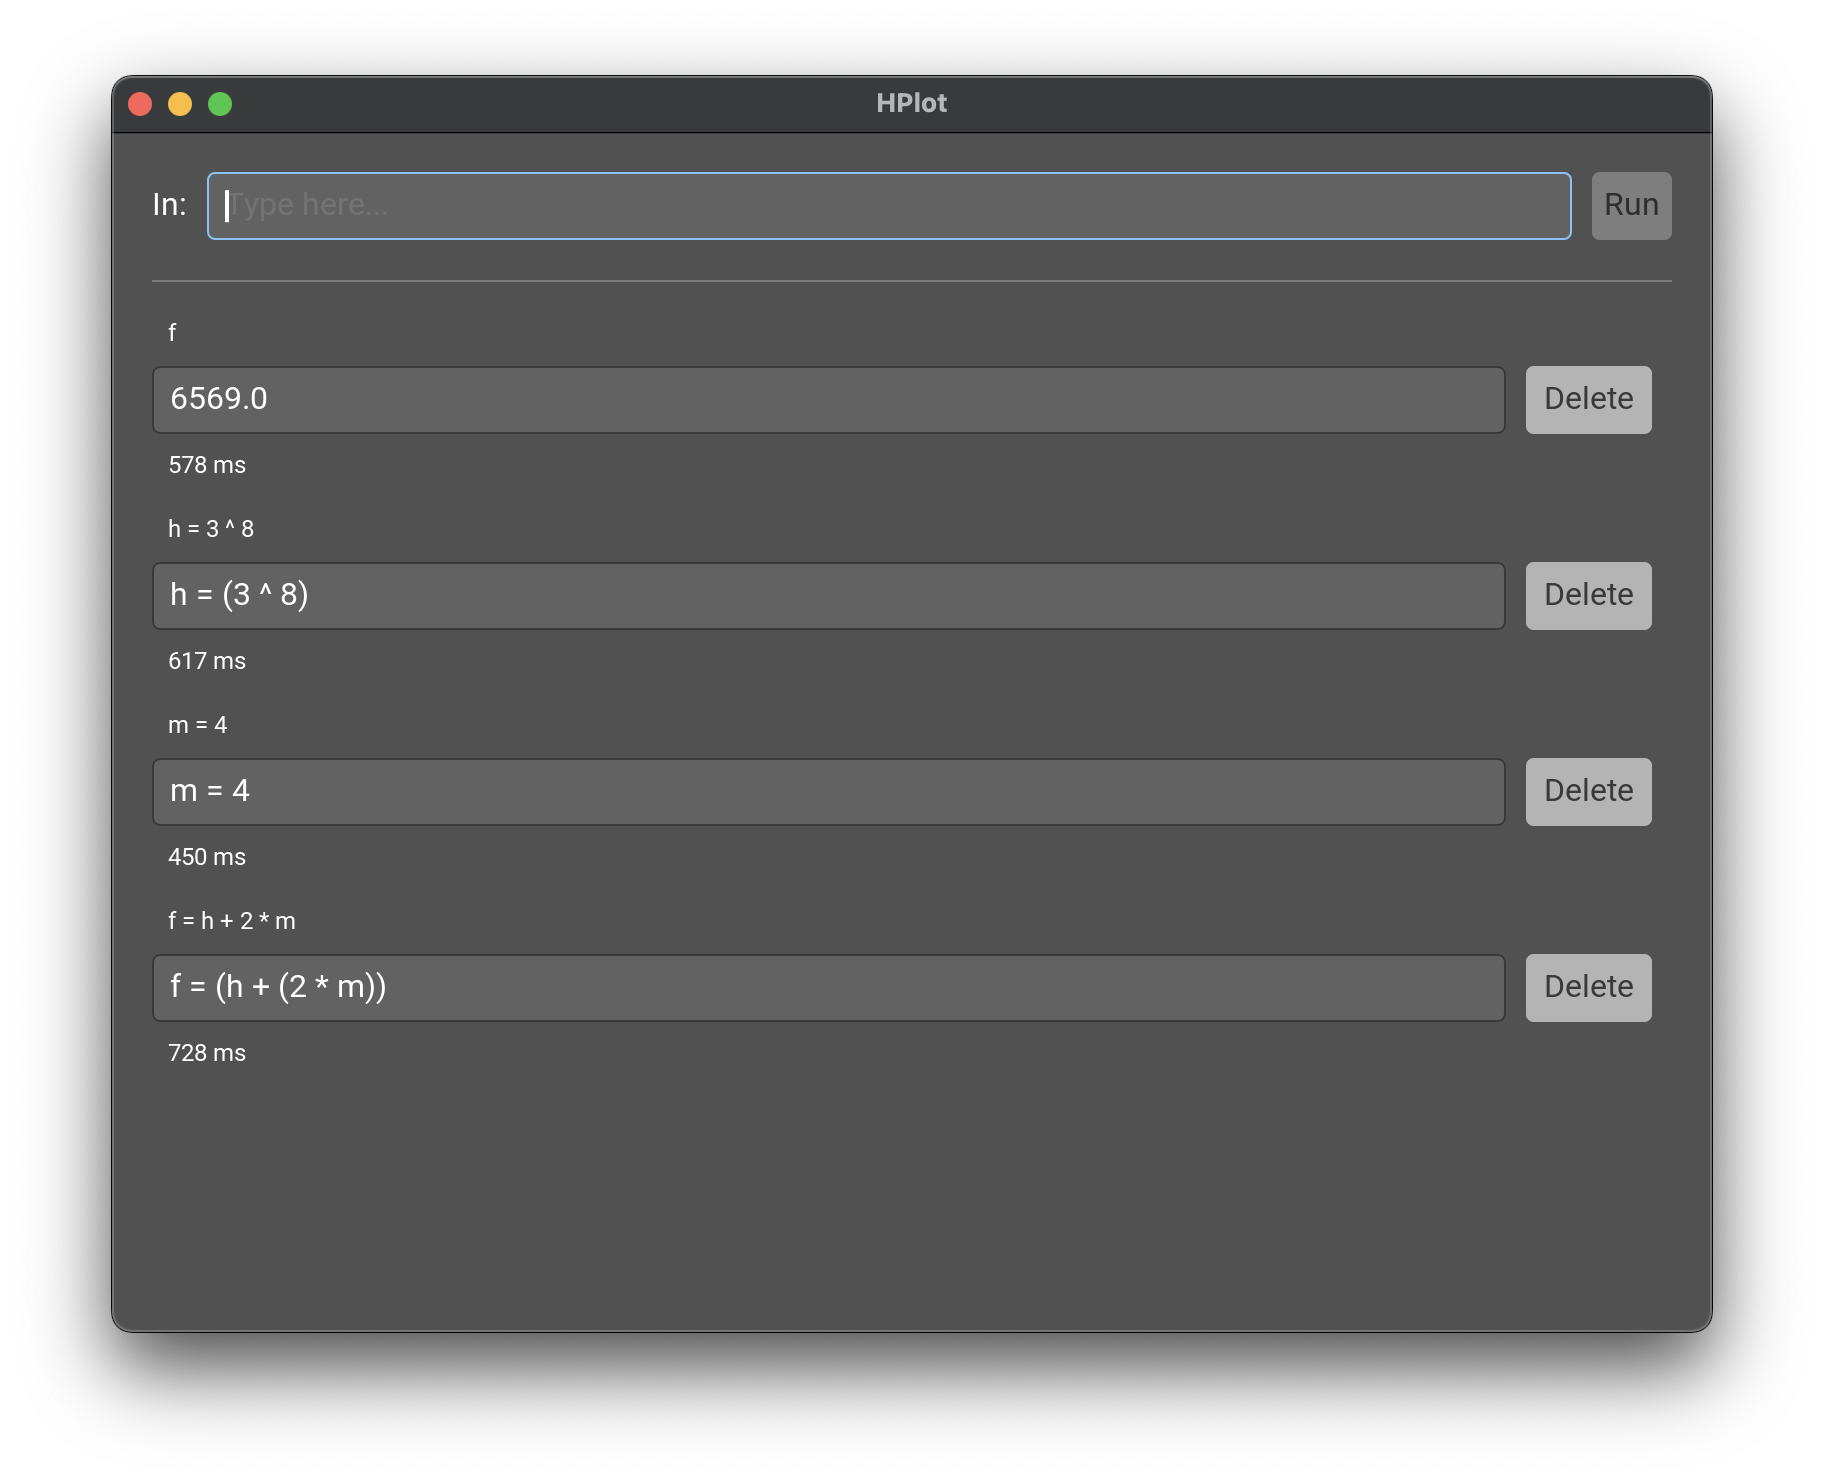 HPlot
In: Type here... Run
f
6569.0 Delete
578 ms
h = 3 ^ 8
h = (3 ^ 8) Delete
617 ms
m = 4
m = 4 Delete
450 ms
f = h + 2 * m
f = (h + (2 * m)) Delete
728 ms